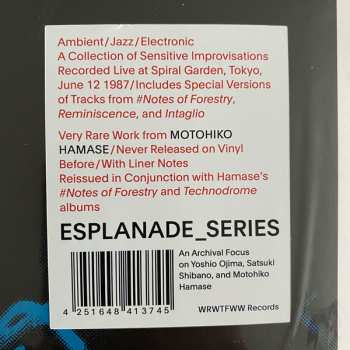 Ambient/Jazz/Electronic
A Collection of Sensitive Improvisations
Recorded Live at Spiral Garden, Tokyo,
June 12 1987/Includes Special Versions
of Tracks from #Notes of Forestry,
Reminiscence, and Intaglio
Very Rare Work from MOTOHIKO
HAMASE/Never Released on Vinyl
Before/With Liner Notes
Reissued in Conjunction with Hamase's
#Notes of Forestry and Technodrome
albums
ESPLANADE_SERIES
An Archival Focus
on Yoshio Ojima, Satsuki
Shibano, and Motohiko
Hamase
4 251648 413745
WRWTFWW Records